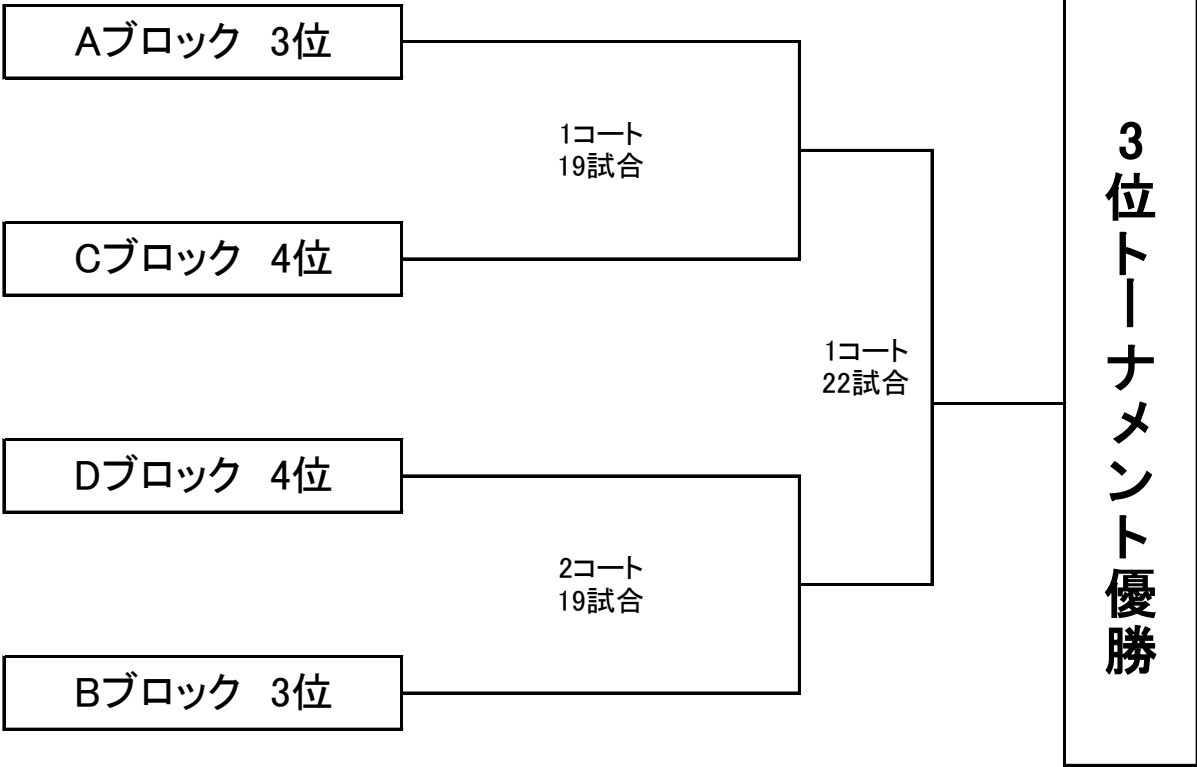 Aブロック　3位
1コート
19試合
Cブロック　4位
1コート
22試合
Dブロック　4位
2コート
19試合
Bブロック　3位
3位トーナメント優勝